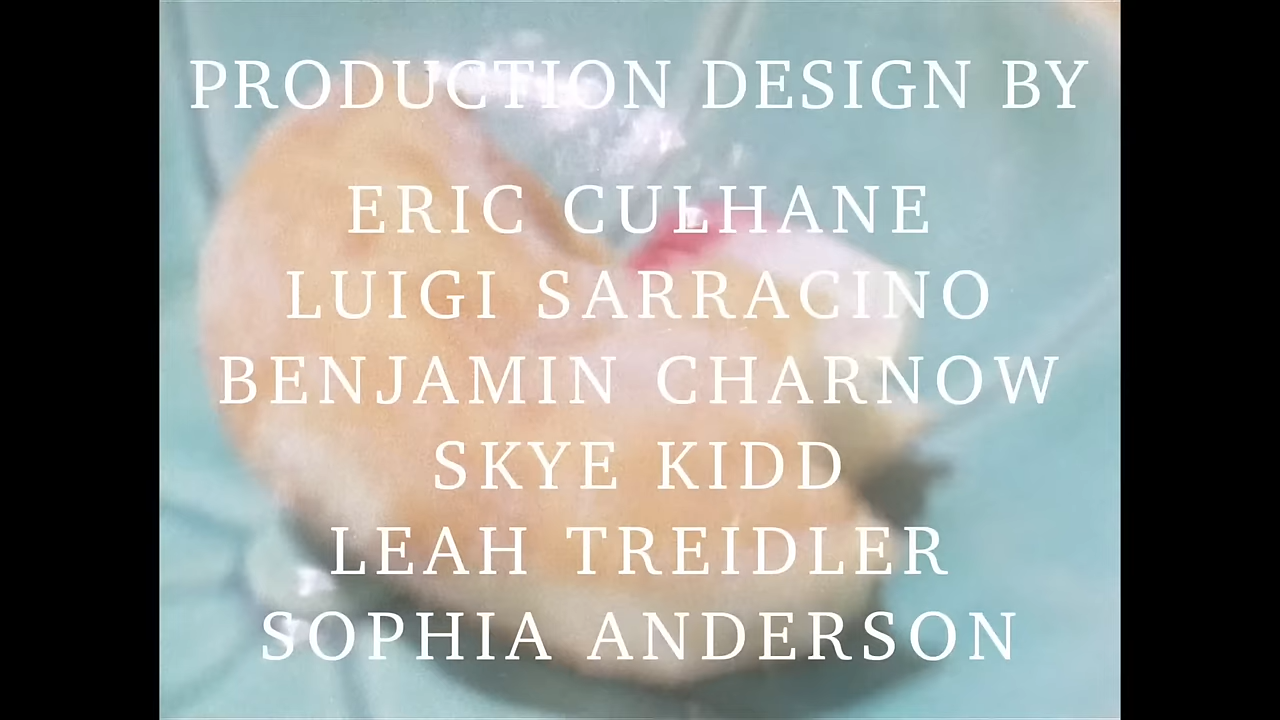 PRODUCTION DESIGN BY
ERIC CULHANE
LUIGI SARRACINO
BENJAMIN CHARNOW
SKYE KIDD
LEAH TREIDLER
SOPHIA ANDERSON